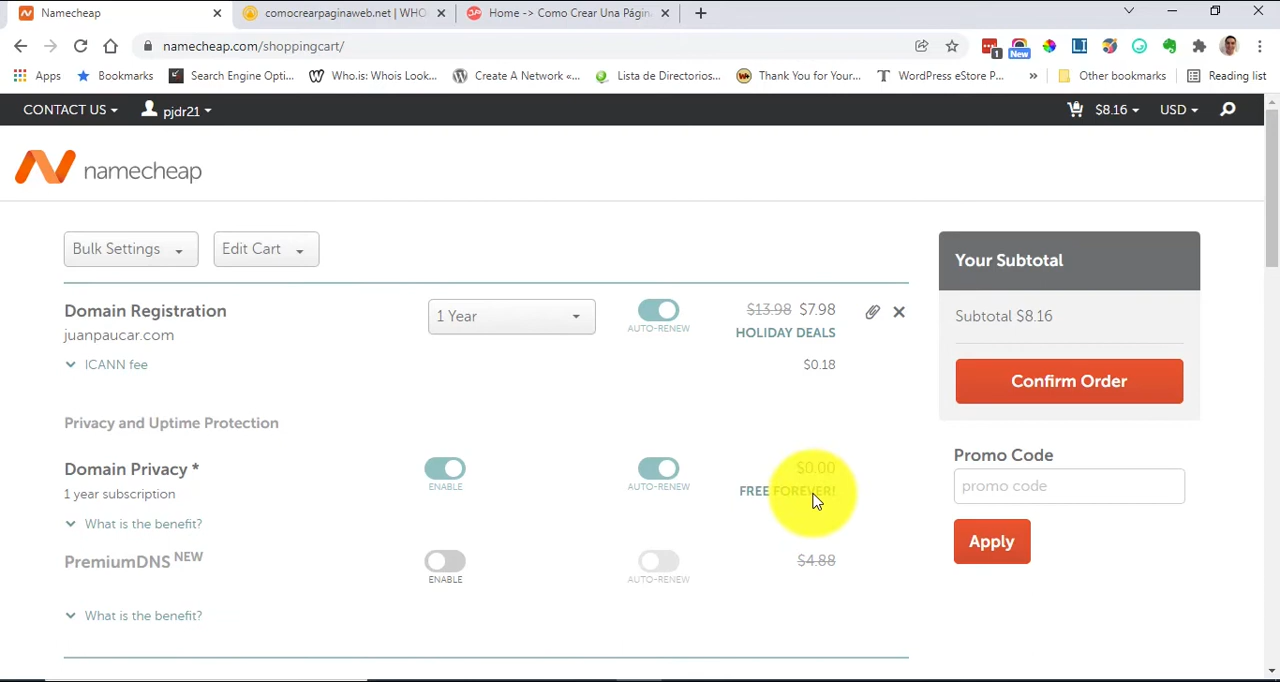 Namecheap
comocrearpaginaweb.net | WHO
Home -> Como Crear Una Págin
namecheap.com/shoppingcart/
1
New
Apps
Bookmarks
Search Engine Opti...
Who.is: Whois Look...
Create A Network «...
Lista de Directorios...
Thank You for Your...
WordPress eStore P...
»
Other bookmarks
Reading list
CONTACT US
pjdr21
$8.16
USD
namecheap
Bulk Settings
Edit Cart
Your Subtotal
Domain Registration
1 Year
AUTO-RENEW
$13.98 $7.98
HOLIDAY DEALS
juanpaucar.com
Subtotal $8.16
ICANN fee
$0.18
Confirm Order
Privacy and Uptime Protection
Promo Code
Domain Privacy *
ENABLE
AUTO-RENEW
$0.00
FREE FOREVER!
1 year subscription
promo code
What is the benefit?
Apply
PremiumDNS NEW
ENABLE
AUTO-RENEW
$4.88
What is the benefit?